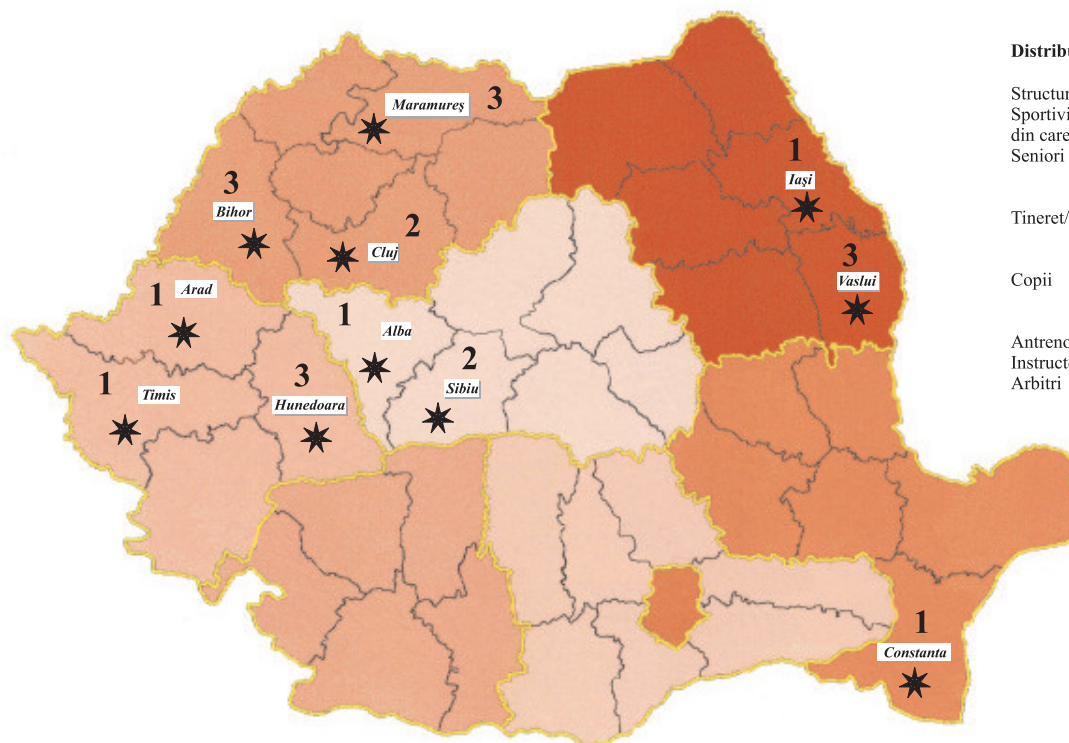 Maramureş 3
1
Iaşi
3
Bihor
2
Cluj
3
Vaslui
1 Arad
1
Alba
2
Sibiu
1
Timis
3
Hunedoara
1
Constanta
Distribu
Structur
Sportivi
din care
Seniori
Tineret/
Copii
Antreno
Instructo
Arbitri